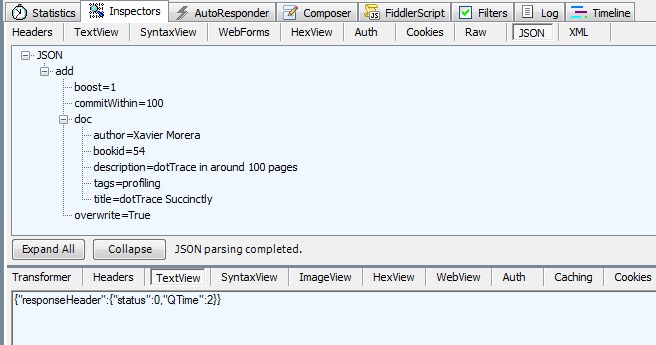 Statistics Inspectors AutoResponder Composer FiddlerScript Filters Log Timeline
Headers TextView SyntaxView WebForms HexView Auth Cookies Raw JSON XML
JSON
add
boost=1
commitWithin=100
doc
author=Xavier Morera
bookid=54
description=dotTrace in around 100 pages
tags=profiling
title=dotTrace Succinctly
overwrite=True
Expand All Collapse JSON parsing completed.
Transformer Headers TextView SyntaxView ImageView HexView WebView Auth Caching Cookies
{"responseHeader":{"status":0,"QTime":2}}